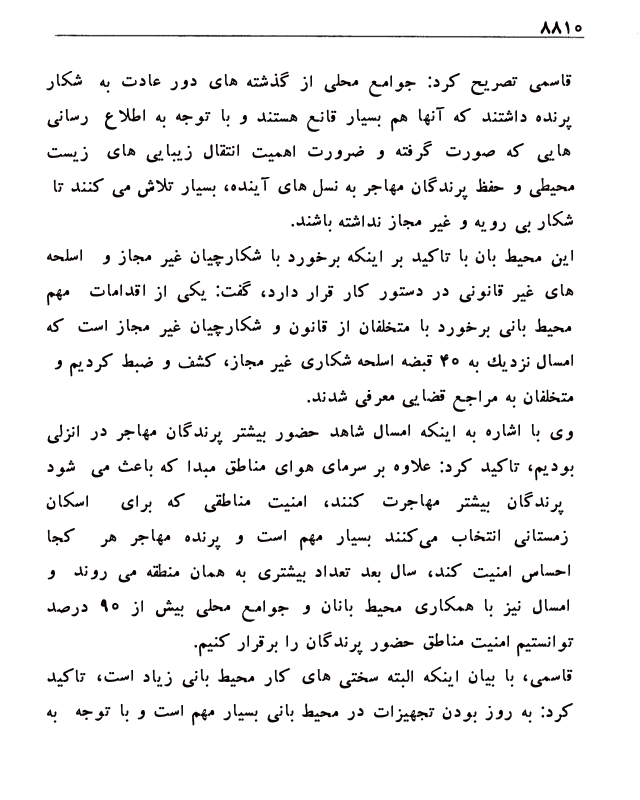 ۸۸۱۰
قاسمی تصریح کرد: جوامع محلی از گذشته های دور عادت به شکار
پرنده داشتند که آنها هم بسیار قانع هستند و با توجه به اطلاع رسانی
هایی که صورت گرفته و ضرورت اهمیت انتقال زیبایی های زیست
محیطی و حفظ پرندگان مهاجر به نسل های آینده، بسیار تلاش می کنند تا
شکار بی رویه و غیر مجاز نداشته باشند.
این محیط بان با تاکید بر اینکه برخورد با شکارچیان غیر مجاز و اسلحه
های غیر قانونی در دستور کار قرار دارد، گفت: یکی از اقدامات مهم
محیط بانی برخورد با متخلفان از قانون و شکارچیان غیر مجاز است که
امسال نزدیك به ۴۰ قبضه اسلحه شکاری غیر مجاز، کشف و ضبط کردیم و
متخلفان به مراجع قضایی معرفی شدند.
وی با اشاره به اینکه امسال شاهد حضور بیشتر پرندگان مهاجر در انزلی
بودیم، تاکید کرد: علاوه بر سرمای هوای مناطق مبدا که باعث می شود
پرندگان بیشتر مهاجرت کنند، امنیت مناطقی که برای اسکان
زمستانی انتخاب می‌کنند بسیار مهم است و پرنده مهاجر هر کجا
احساس امنیت کند، سال بعد تعداد بیشتری به همان منطقه می روند و
امسال نیز با همکاری محیط بانان و جوامع محلی بیش از ۹۰ درصد
توانستیم امنیت مناطق حضور پرندگان را برقرار کنیم.
قاسمی، با بیان اینکه البته سختی های کار محیط بانی زیاد است، تاکید
کرد: به روز بودن تجهیزات در محیط بانی بسیار مهم است و با توجه به